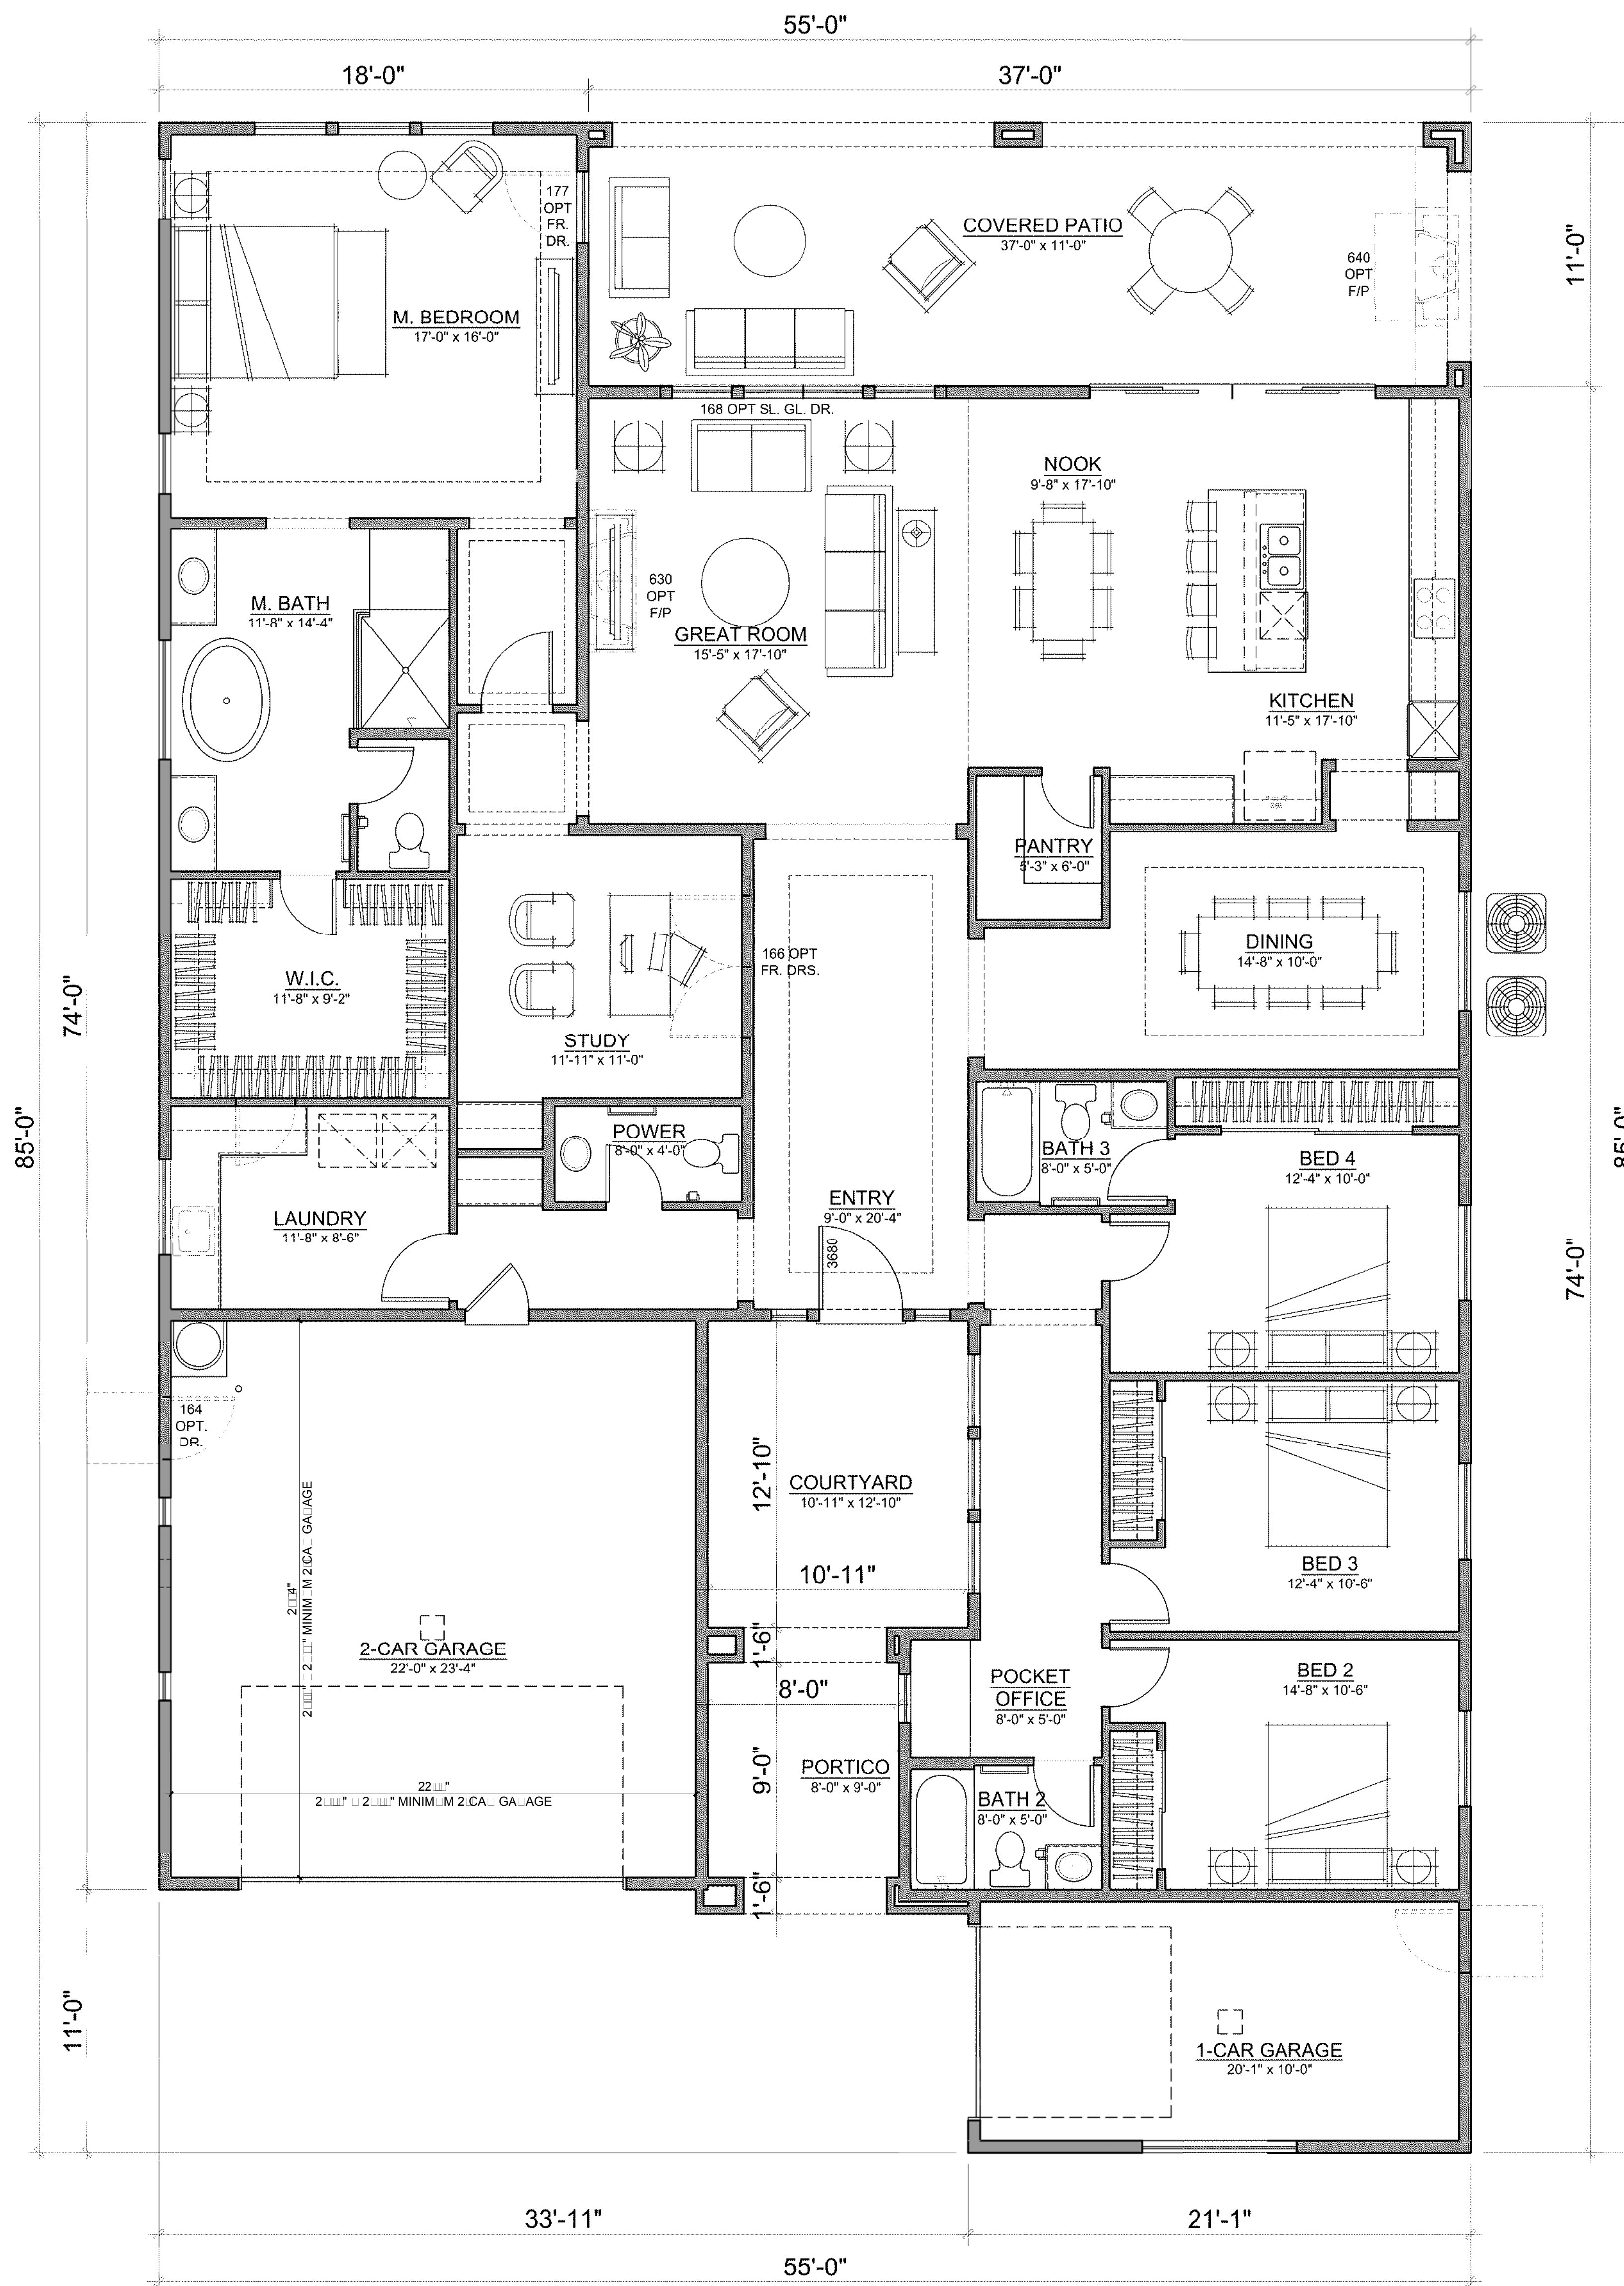 55'-0"
18'-0"
37'-0"
177
OPT
FR.
DR.
COVERED PATIO
37'-0" x 11'-0"
640
OPT
F/P
11'-0"
M. BEDROOM
17'-0" x 16'-0"
168 OPT SL. GL. DR.
NOOK
9'-8" x 17'-10"
630
OPT
F/P
M. BATH
11'-8" x 14'-4"
GREAT ROOM
15'-5" x 17'-10"
KITCHEN
11'-5" x 17'-10"
PANTRY
5'-3" x 6'-0"
DINING
14'-8" x 10'-0"
166 OPT
FR. DRS.
W.I.C.
11'-8" x 9'-2"
STUDY
11'-11" x 11'-0"
74'-0"
85'-0"
85'-0"
POWER
8'-0" x 4'-0"
BATH 3
8'-0" x 5'-0"
BED 4
12'-4" x 10'-0"
LAUNDRY
11'-8" x 8'-6"
ENTRY
9'-0" x 20'-4"
3680
74'-0"
164
OPT.
DR.
12'-10"
COURTYARD
10'-11" x 12'-10"
10'-11"
BED 3
12'-4" x 10'-6"
2-CAR GARAGE
22'-0" x 23'-4"
1'-6"
8'-0"
POCKET
OFFICE
8'-0" x 5'-0"
BED 2
14'-8" x 10'-6"
9'-0"
PORTICO
8'-0" x 9'-0"
BATH 2
8'-0" x 5'-0"
1'-6"
11'-0"
1-CAR GARAGE
20'-1" x 10'-0"
33'-11"
21'-1"
55'-0"